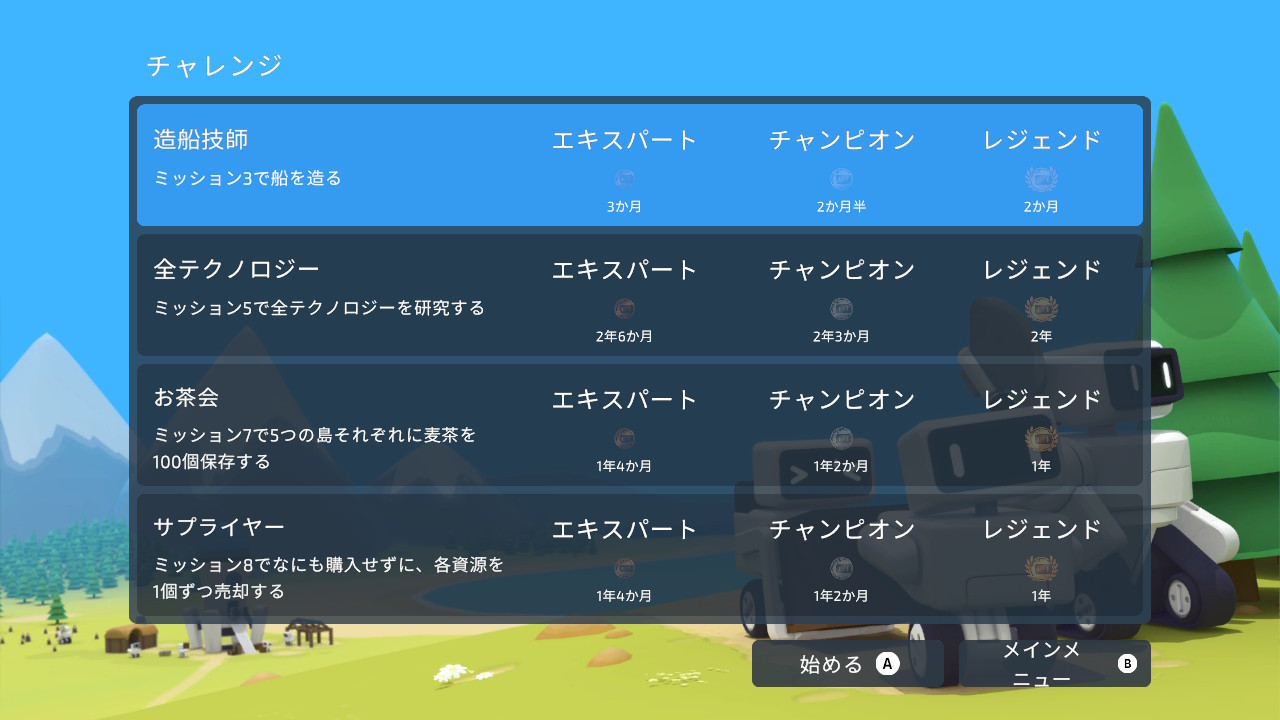 チャレンジ
造船技師 エキスパート チャンピオン レジェンド
ミッション3で船を造る
3か月 2か月半 2か月
全テクノロジー エキスパート チャンピオン レジェンド
ミッション5で全テクノロジーを研究する
2年6か月 2年3か月 2年
お茶会 エキスパート チャンピオン レジェンド
ミッション7で5つの島それぞれに麦茶を
100個保存する
1年4か月 1年2か月 1年
サプライヤー エキスパート チャンピオン レジェンド
ミッション8でなにも購入せずに、各資源を
1個ずつ売却する
1年4か月 1年2か月 1年
始める A
メインメ
ニュー B